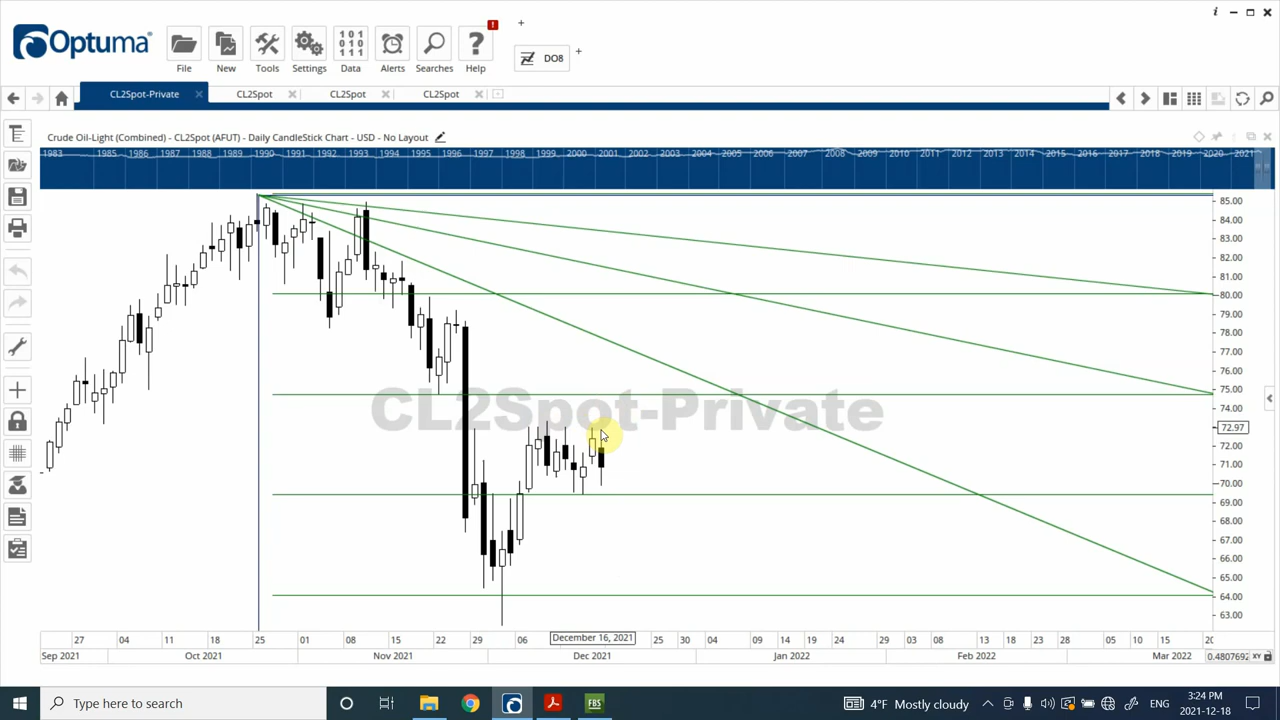 Optuma
File New Tools Settings Data Alerts Searches Help
DO8
CL2Spot-Private CL2Spot CL2Spot CL2Spot
Crude Oil-Light (Combined) - CL2Spot (AFUT) - Daily CandleStick Chart - USD - No Layout
1983 1985 1986 1987 1988 1989 1990 1991 1992 1993 1994 1995 1996 1997 1998 1999 2000 2001 2002 2003 2004 2005 2006 2007 2008 2009 2010 2011 2012 2013 2014 2015 2016 2017 2018 2019 2020 2021
85.00
84.00
83.00
82.00
81.00
80.00
79.00
78.00
77.00
76.00
75.00
CL2Spot-Private
74.00
72.97
72.00
71.00
70.00
69.00
68.00
67.00
66.00
65.00
64.00
63.00
27 04 11 18 25 01 08 15 22 29 06 December 16, 2021 25 30 04 09 14 19 24 29 03 08 13 18 23 28 05 10 15
Sep 2021 Oct 2021 Nov 2021 Dec 2021 Jan 2022 Feb 2022 Mar 2022 0.4807692 XY
Type here to search
FBS
4°F Mostly cloudy
ENG
3:24 PM
2021-12-18